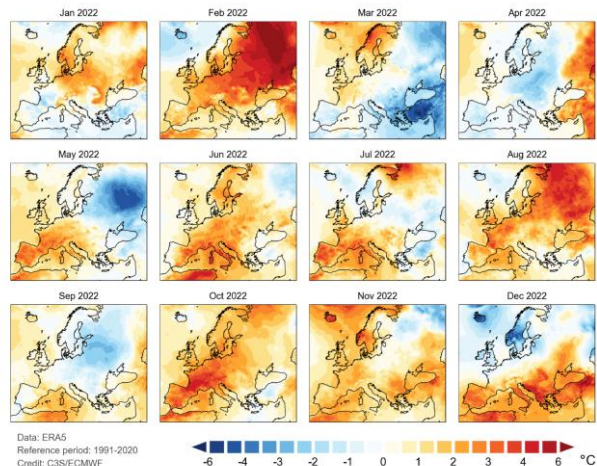 Jan 2022
Feb 2022
Mar 2022
Apr 2022
May 2022
Jun 2022
Jul 2022
Aug 2022
Sep 2022
Oct 2022
Nov 2022
Dec 2022
Data: ERA5
Reference period: 1991-2020
Credit: C3S/ECMWF
-6 -4 -3 -2 -1 0 1 2 3 4 6 °C